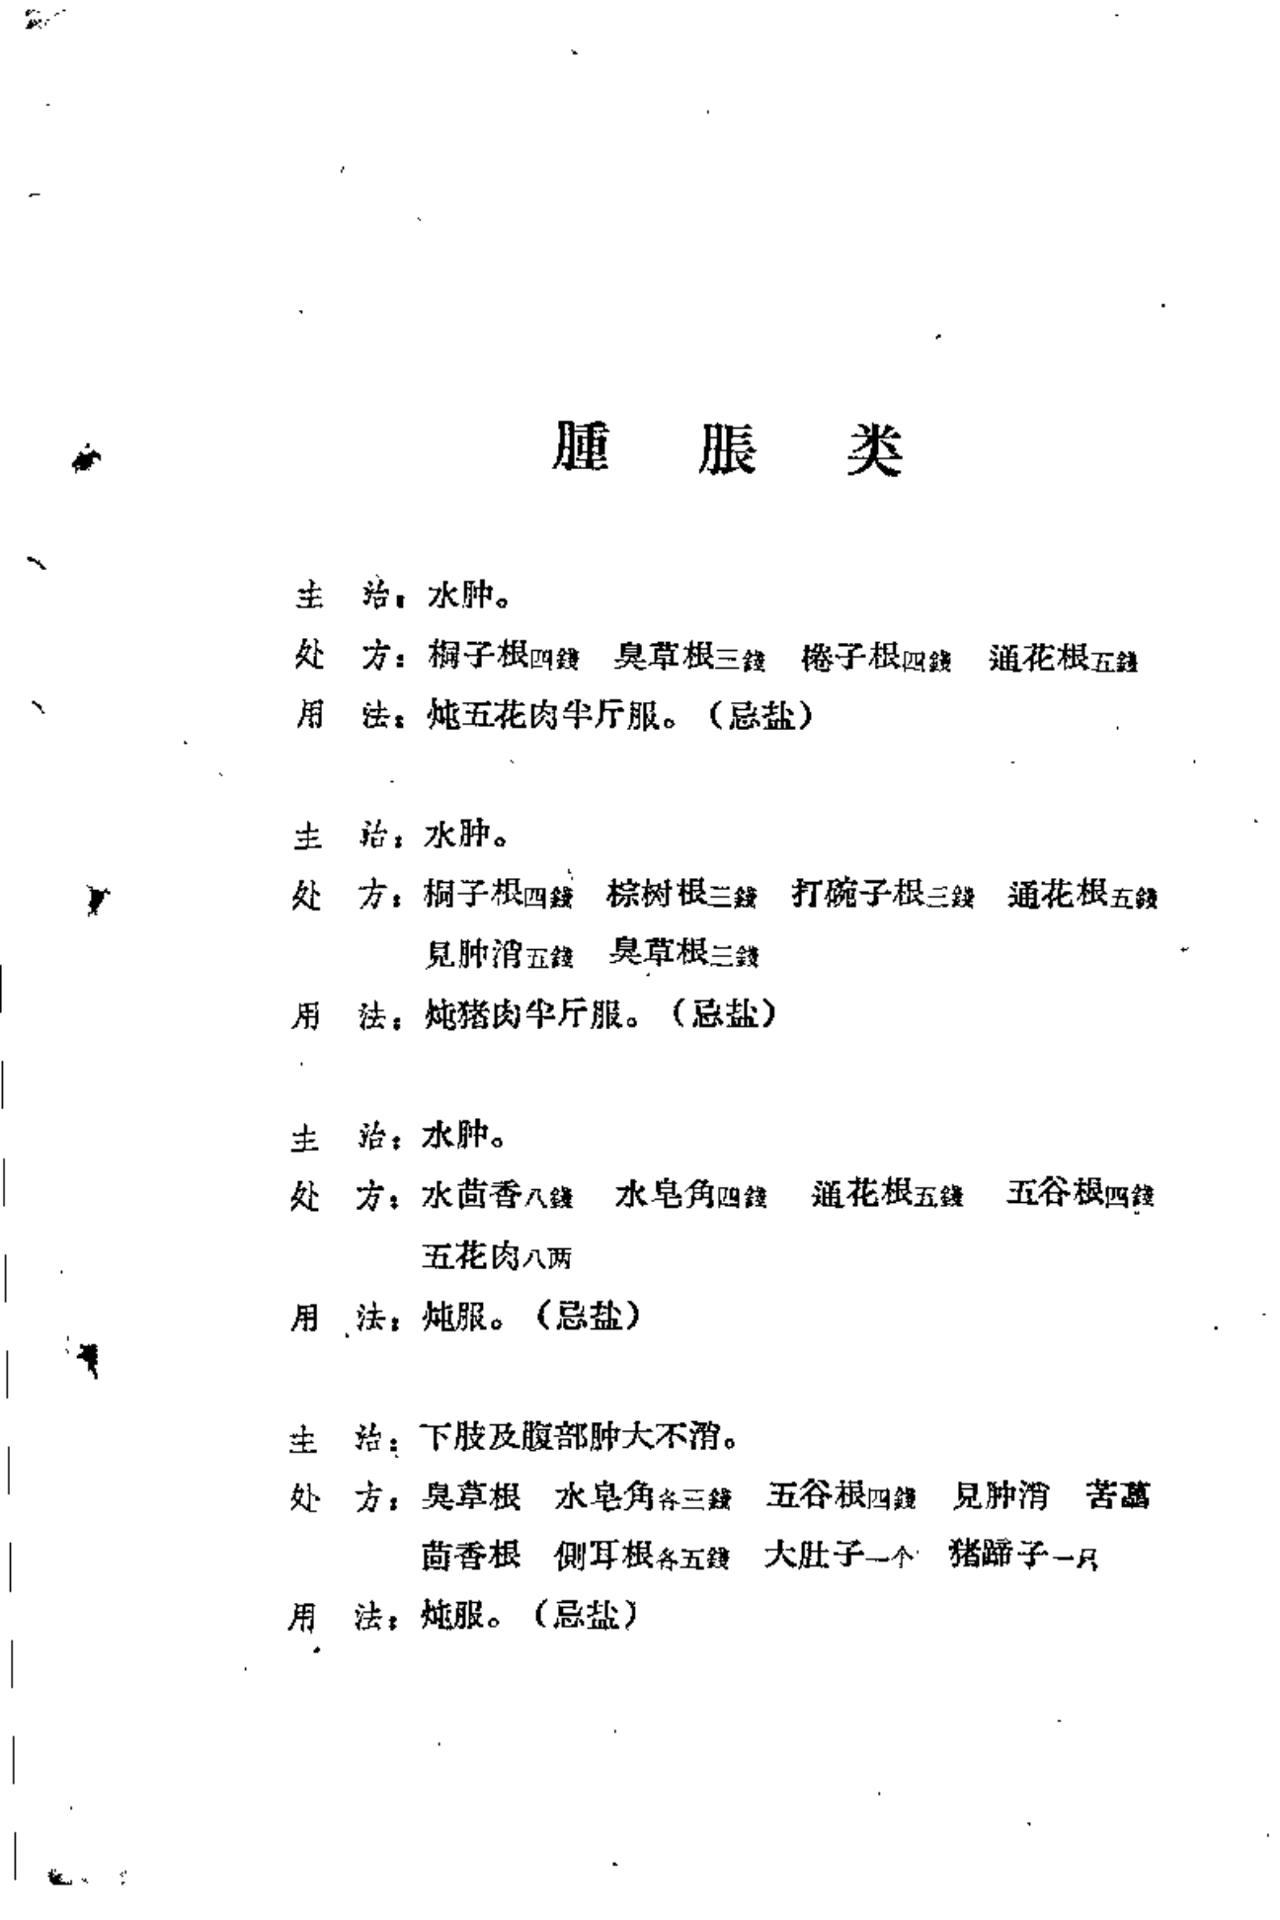 腫脹类
主　治：水肿。
处　方：桐子根四錢　臭草根三錢　棬子根四錢　通花根五錢
用　法：炖五花肉半斤服。（忌盐）
主　治：水肿。
处　方：桐子根四錢　棕树根三錢　打碗子根三錢　通花根五錢
見肿消五錢　臭草根三錢
用　法：炖猪肉半斤服。（忌盐）
主　治：水肿。
处　方：水茴香八錢　水皂角四錢　通花根五錢　五谷根四錢
五花肉八两
用　法：炖服。（忌盐）
主　治：下肢及腹部肿大不消。
处　方：臭草根　水皂角各三錢　五谷根四錢　見肿消　苦蒿
茴香根　侧耳根各五錢　大肚子一个　猪蹄子一只
用　法：炖服。（忌盐）